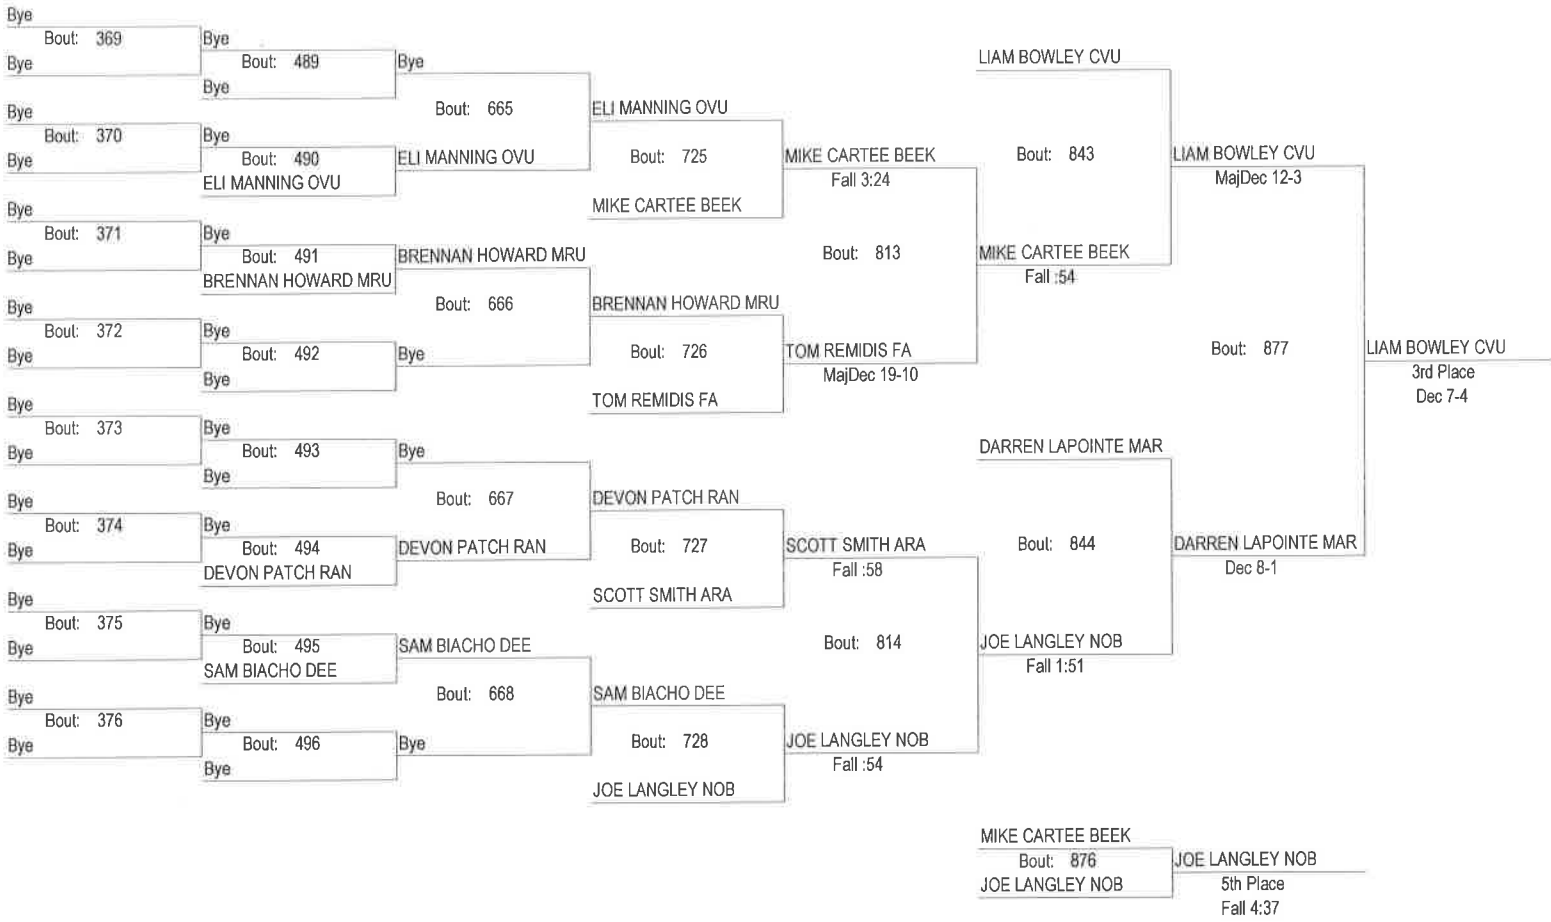 Bye
Bout: 369
Bye
Bye
Bout: 489
Bye
Bye
Bout: 370
Bye
Bye
Bout: 490
ELI MANNING OVU
Bye
Bout: 665
ELI MANNING OVU
Bye
Bout: 371
Bye
Bye
Bout: 491
BRENNAN HOWARD MRU
Bye
Bout: 372
Bye
Bye
Bout: 492
Bye
BRENNAN HOWARD MRU
Bout: 666
Bye
Bye
Bout: 373
Bye
Bye
Bout: 493
Bye
Bye
Bout: 374
Bye
Bye
Bout: 494
DEVON PATCH RAN
Bye
Bout: 667
DEVON PATCH RAN
Bye
Bout: 375
Bye
Bye
Bout: 495
SAM BIACHO DEE
Bye
Bout: 376
Bye
Bye
Bout: 496
Bye
SAM BIACHO DEE
Bout: 668
Bye
ELI MANNING OVU
Bout: 725
MIKE CARTEE BEEK
BRENNAN HOWARD MRU
Bout: 726
TOM REMIDIS FA
DEVON PATCH RAN
Bout: 727
SCOTT SMITH ARA
SAM BIACHO DEE
Bout: 728
JOE LANGLEY NOB
MIKE CARTEE BEEK
Fall 3:24
Bout: 813
TOM REMIDIS FA
MajDec 19-10
SCOTT SMITH ARA
Fall :58
Bout: 814
JOE LANGLEY NOB
Fall :54
LIAM BOWLEY CVU
Bout: 843
MIKE CARTEE BEEK
Fall :54
DARREN LAPOINTE MAR
Bout: 844
JOE LANGLEY NOB
Fall 1:51
LIAM BOWLEY CVU
MajDec 12-3
Bout: 877
DARREN LAPOINTE MAR
Dec 8-1
LIAM BOWLEY CVU
3rd Place
Dec 7-4
MIKE CARTEE BEEK
Bout: 876
JOE LANGLEY NOB
JOE LANGLEY NOB
5th Place
Fall 4:37